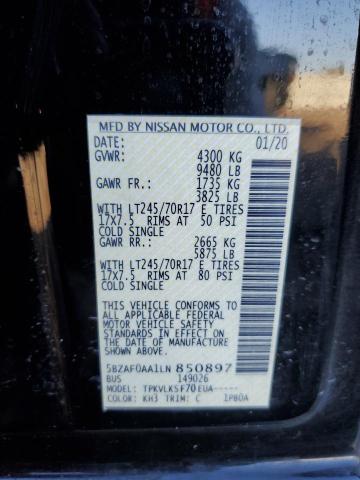 MFD BY NISSAN MOTOR CO., LTD.
DATE: 01/20
GVWR: 4300 KG
9480 LB
GAWR FR: 1735 KG
3825 LB
WITH LT245/70R17 E TIRES
17X7.5 RIMS AT 50 PSI
COLD SINGLE
GAWR RR: 2665 KG
5875 LB
WITH LT245/70R17 E TIRES
17X7.5 RIMS AT 80 PSI
COLD SINGLE
THIS VEHICLE CONFORMS TO ALL
APPLICABLE FEDERAL
MOTOR VEHICLE SAFETY
STANDARDS IN EFFECT ON
THE DATE OF MANUFACTURE
SHOWN ABOVE.
5BZAF0AA1LN 850897
BUS 149026
MODEL: TPKVLKSF70EUA-----
COLOR: KH3 TRIM: C 1PB0A